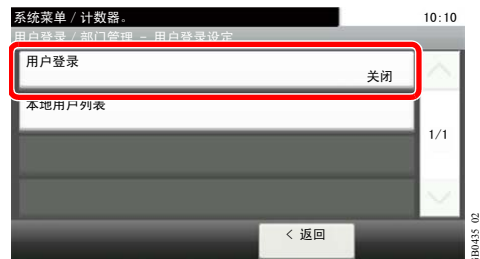 系统菜单 / 计数器。
10:10
用户登录 / 部门管理 - 用户登录设定
用户登录
关闭
本地用户列表
1/1
< 返回
GB0435_02